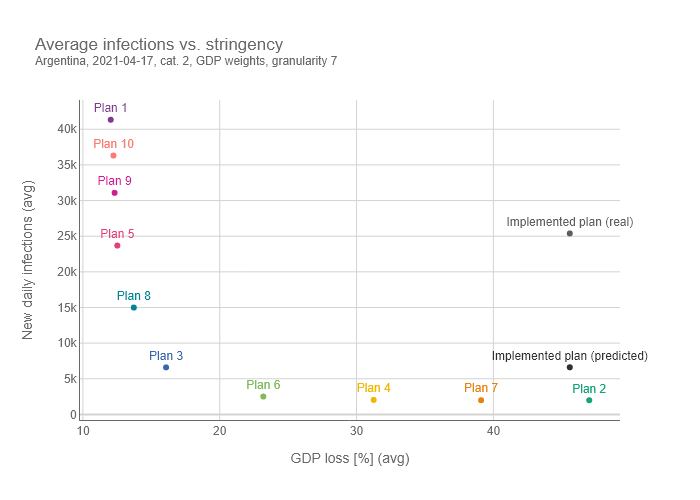 Average infections vs. stringency
Argentina, 2021-04-17, cat. 2, GDP weights, granularity 7
Plan 1
40k
Plan 10
35k
Plan 9
30k
Implemented plan (real)
Plan 5
25k
20k
Plan 8
15k
10k
Plan 3
Implemented plan (predicted)
5k
Plan 6
Plan 4
Plan 7
Plan 2
0
10
20
30
40
New daily infections (avg)
GDP loss [%] (avg)